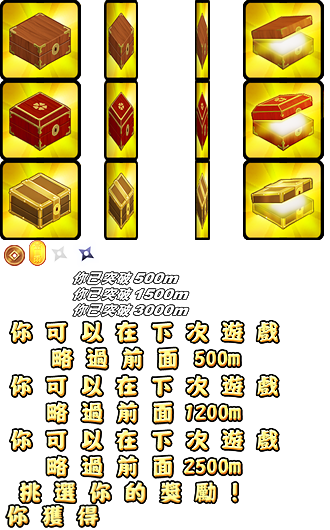 你已突破 500m
你已突破 1500m
你已突破 3000m
你可以在下次遊戲
略過前面 500m
你可以在下次遊戲
略過前面 1200m
你可以在下次遊戲
略過前面 2500m
挑選你的獎勵！
你獲得